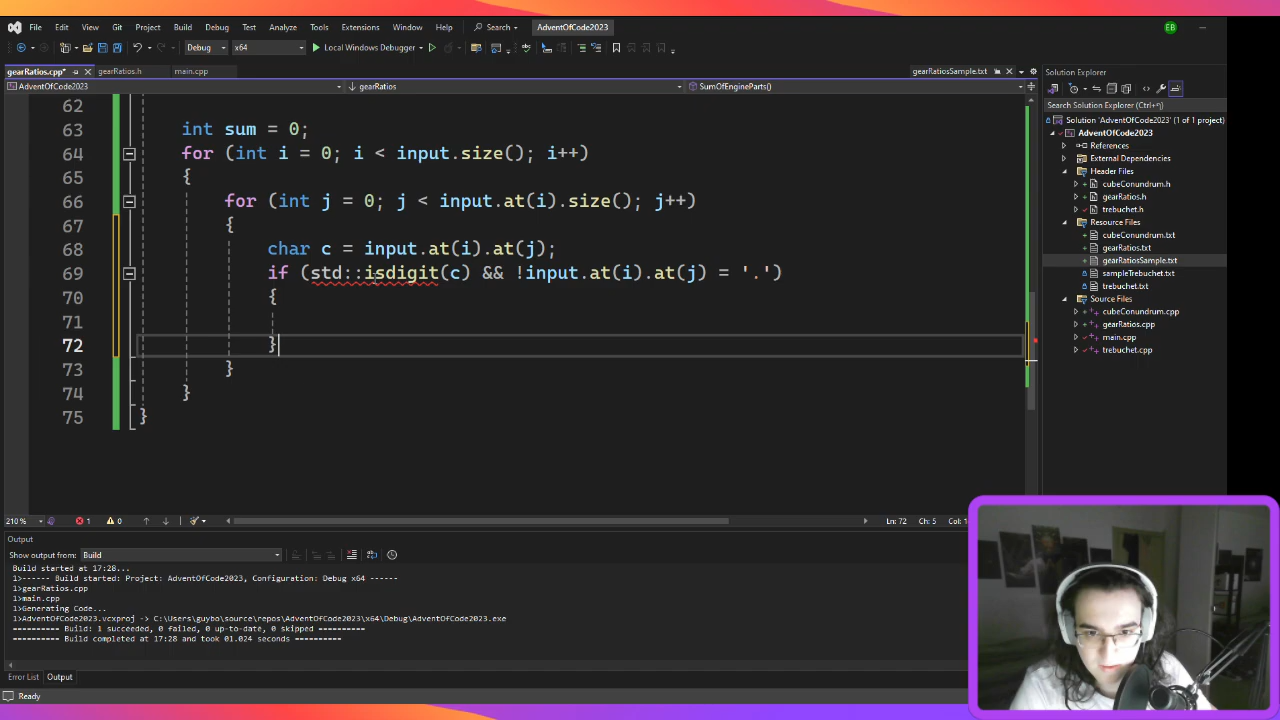 File Edit View Git Project Build Debug Test Analyze Tools Extensions Window Help Search AdventOfCode2023 EB
Debug x64 Local Windows Debugger
gearRatios.cpp* gearRatios.h main.cpp gearRatiosSample.txt
AdventOfCode2023 gearRatios SumOfEngineParts()
62
63 int sum = 0;
64 for (int i = 0; i < input.size(); i++)
65 {
66 for (int j = 0; j < input.at(i).size(); j++)
67 {
68 char c = input.at(i).at(j);
69 if (std::isdigit(c) && !input.at(i).at(j) = '.')
70 {
71
72 }
73 }
74 }
75 }
210 % 1 0 Ln: 72 Ch: 5
Output
Show output from: Build
Build started at 17:28...
1>------ Build started: Project: AdventOfCode2023, Configuration: Debug x64 ------
1>gearRatios.cpp
1>main.cpp
1>Generating Code...
1>AdventOfCode2023.vcxproj -> C:\Users\guybo\source\repos\AdventOfCode2023\x64\Debug\AdventOfCode2023.exe
========== Build: 1 succeeded, 0 failed, 0 up-to-date, 0 skipped ==========
========== Build completed at 17:28 and took 01.024 seconds ==========
Error List Output
Ready
Solution Explorer
Search Solution Explorer (Ctrl+')
Solution 'AdventOfCode2023' (1 of 1 project)
AdventOfCode2023
References
External Dependencies
Header Files
cubeConundrum.h
gearRatios.h
trebuchet.h
Resource Files
cubeConundrum.txt
gearRatios.txt
gearRatiosSample.txt
sampleTrebuchet.txt
trebuchet.txt
Source Files
cubeConundrum.cpp
gearRatios.cpp
main.cpp
trebuchet.cpp